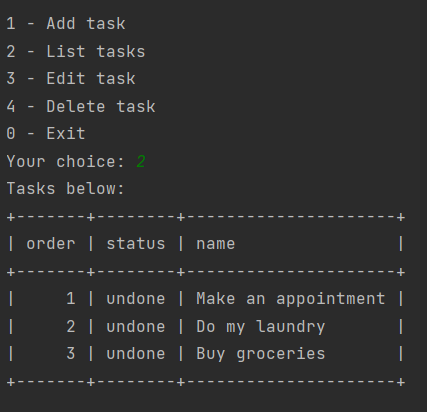 1 - Add task
2 - List tasks
3 - Edit task
4 - Delete task
0 - Exit
Your choice: 2
Tasks below:
+-------+--------+---------------------+
| order | status | name                |
+-------+--------+---------------------+
|     1 | undone | Make an appointment |
|     2 | undone | Do my laundry       |
|     3 | undone | Buy groceries       |
+-------+--------+---------------------+